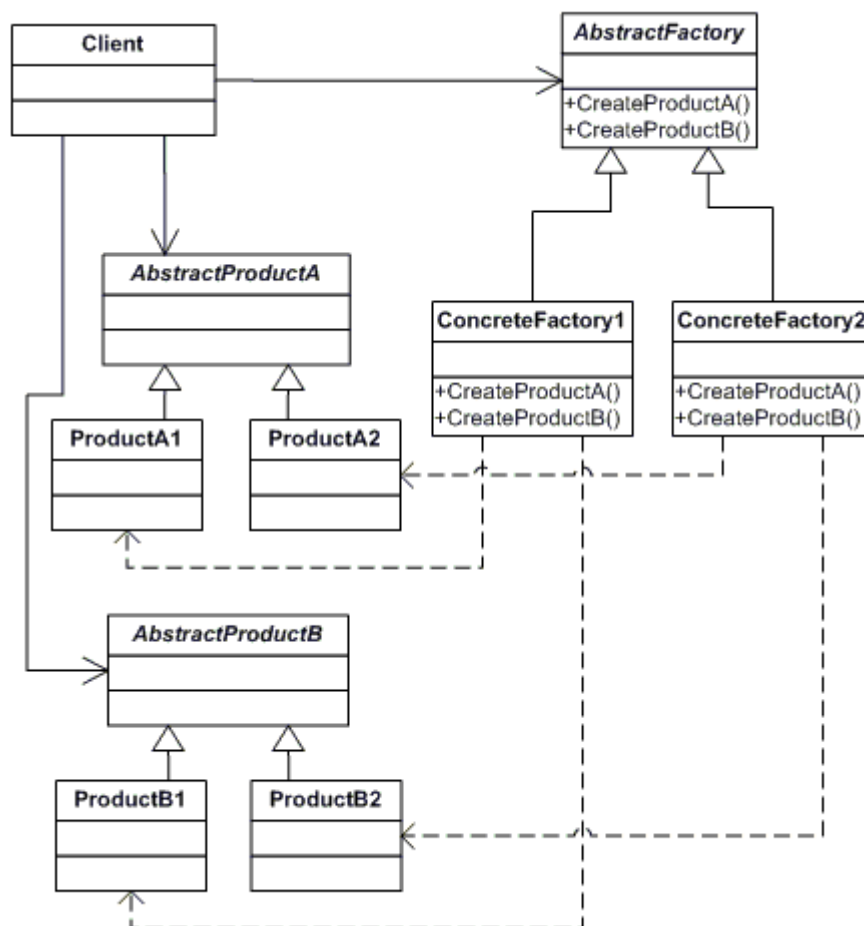 Client
AbstractFactory
+CreateProductA()
+CreateProductB()
AbstractProductA
ConcreteFactory1
+CreateProductA()
+CreateProductB()
ConcreteFactory2
+CreateProductA()
+CreateProductB()
ProductA1
ProductA2
AbstractProductB
ProductB1
ProductB2